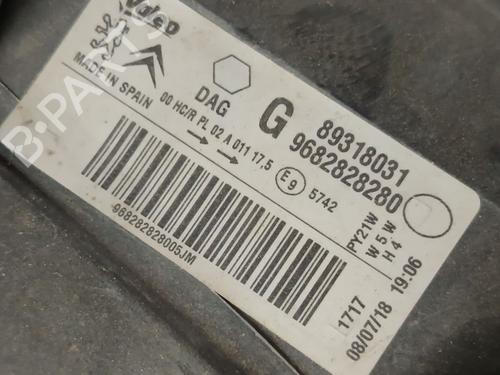 Valeo
MADE IN SPAIN
DAG
G
89318031
9682828280
00 HC/R PL 02 A 011 17,5
E9
5742
PY21W
W5W
H4
968282828005JM
1717
08/07/18 19:06
B-PARTS